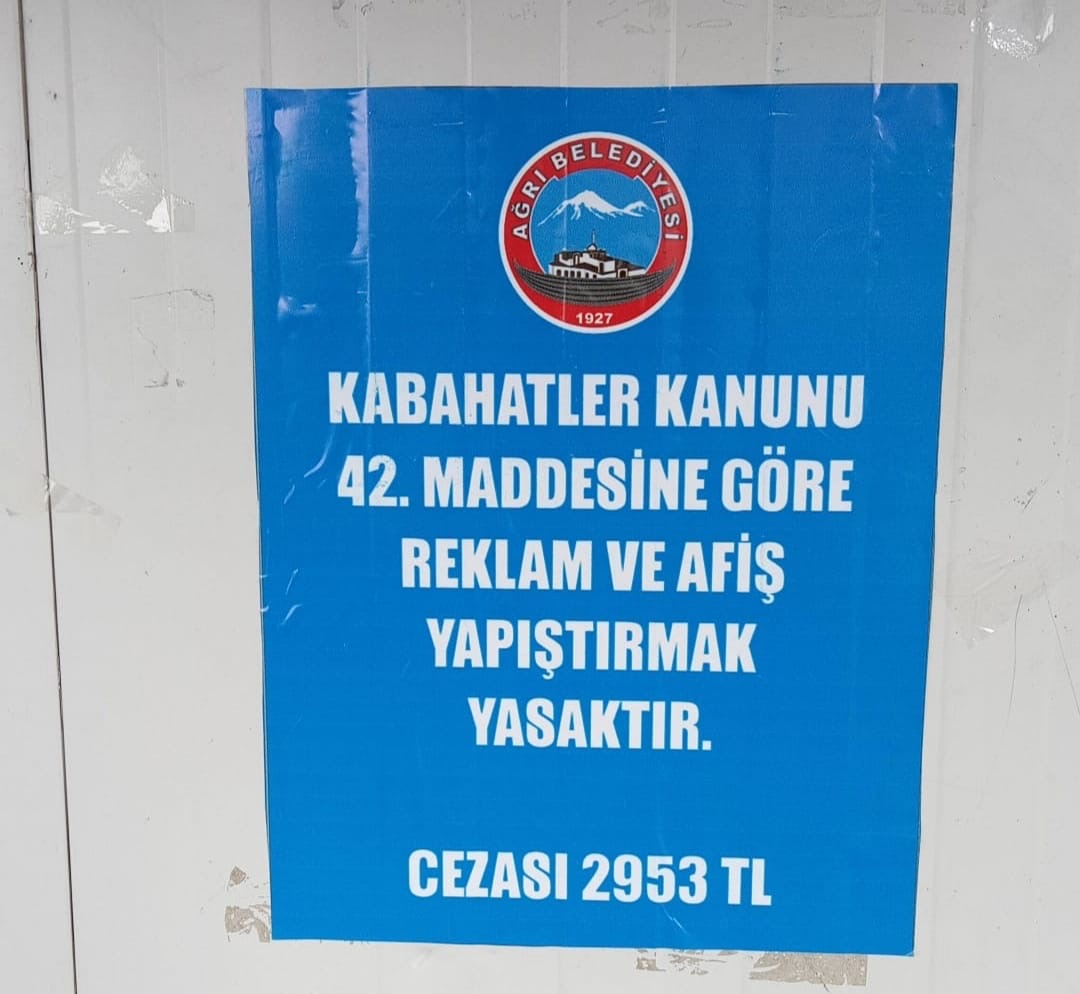 AĞRI BELEDİYESİ
1927
KABAHATLER KANUNU
42. MADDESİNE GÖRE
REKLAM VE AFİŞ
YAPIŞTIRMAK
YASAKTIR.
CEZASI 2953 TL